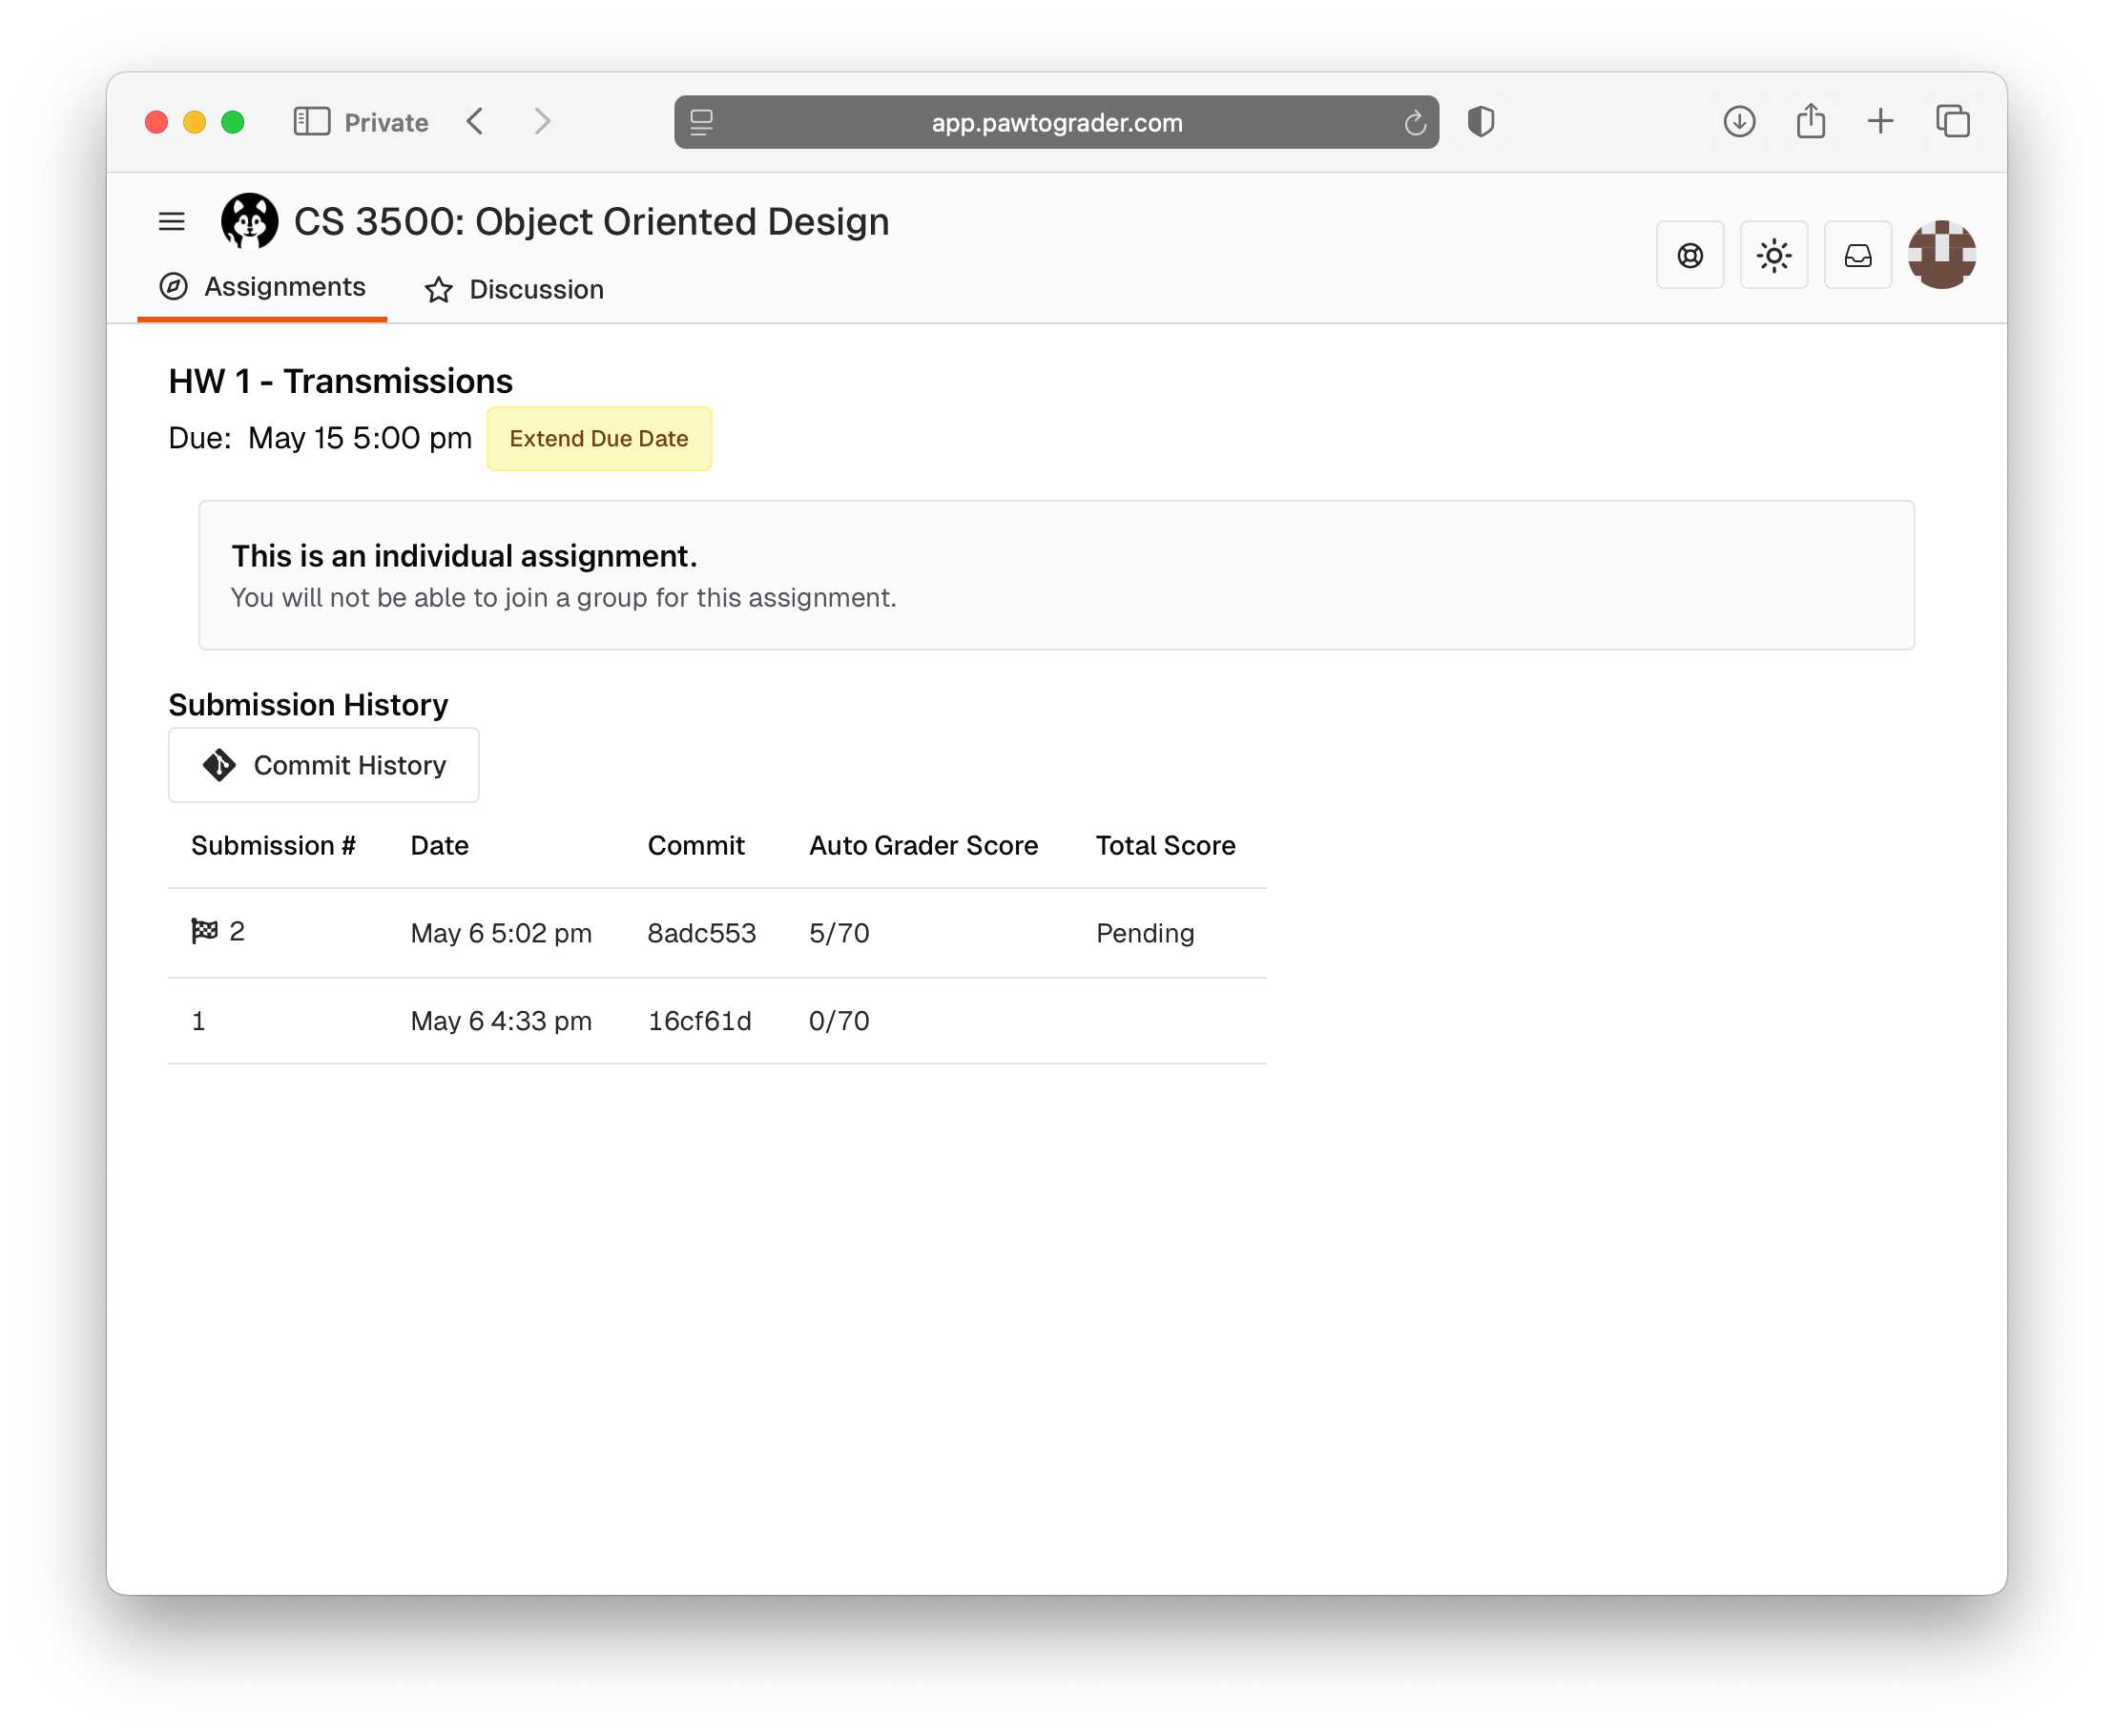 Private
app.pawtograder.com
CS 3500: Object Oriented Design
Assignments
Discussion
HW 1 - Transmissions
Due: May 15 5:00 pm
Extend Due Date
This is an individual assignment.
You will not be able to join a group for this assignment.
Submission History
Commit History
Submission # Date Commit Auto Grader Score Total Score
2 May 6 5:02 pm 8adc553 5/70 Pending
1 May 6 4:33 pm 16cf61d 0/70